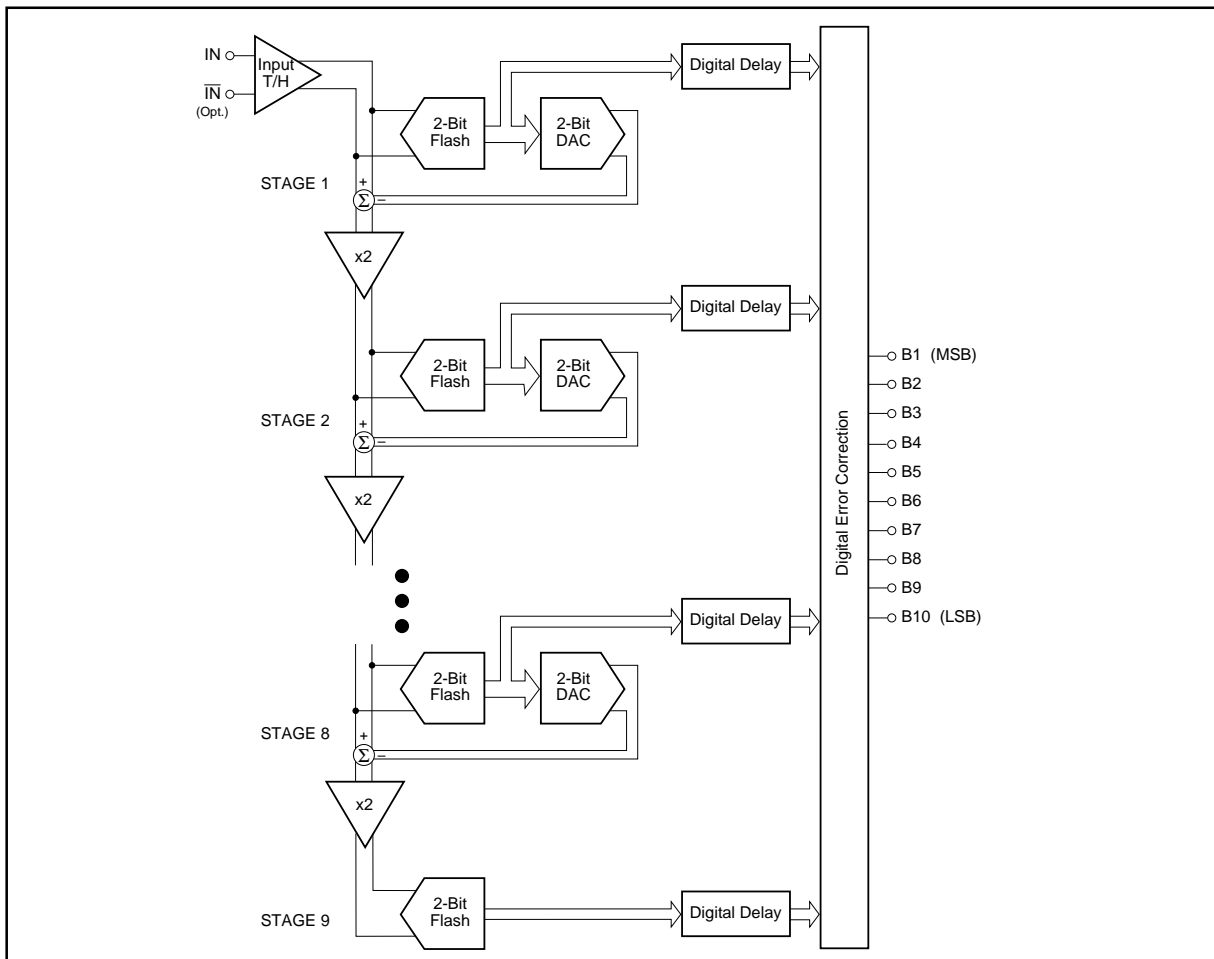 IN
Input
T/H
IN
(Opt.)
2-Bit
Flash
2-Bit
DAC
Digital Delay
STAGE 1
+
Σ
–
x2
2-Bit
Flash
2-Bit
DAC
Digital Delay
STAGE 2
+
Σ
–
x2
2-Bit
Flash
2-Bit
DAC
Digital Delay
STAGE 8
+
Σ
–
x2
2-Bit
Flash
Digital Delay
STAGE 9
Digital Error Correction
B1 (MSB)
B2
B3
B4
B5
B6
B7
B8
B9
B10 (LSB)